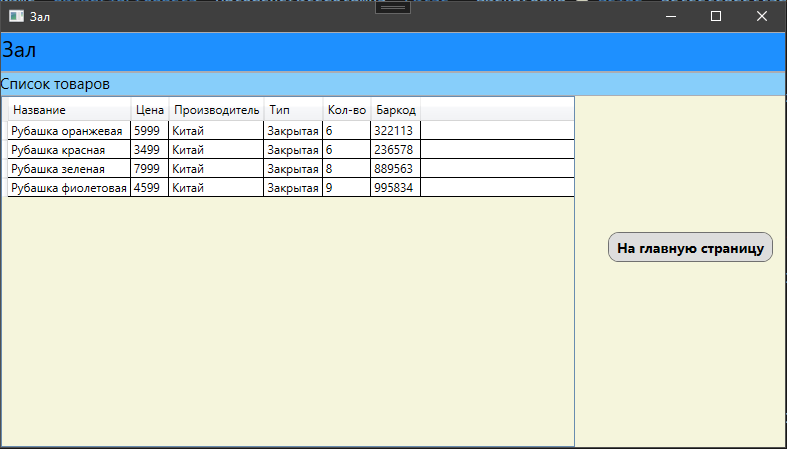 Зал
Зал
Список товаров
Название Цена Производитель Тип Кол-во Баркод
Рубашка оранжевая 5999 Китай Закрытая 6 322113
Рубашка красная 3499 Китай Закрытая 6 236578
Рубашка зеленая 7999 Китай Закрытая 8 889563
Рубашка фиолетовая 4599 Китай Закрытая 9 995834
На главную страницу